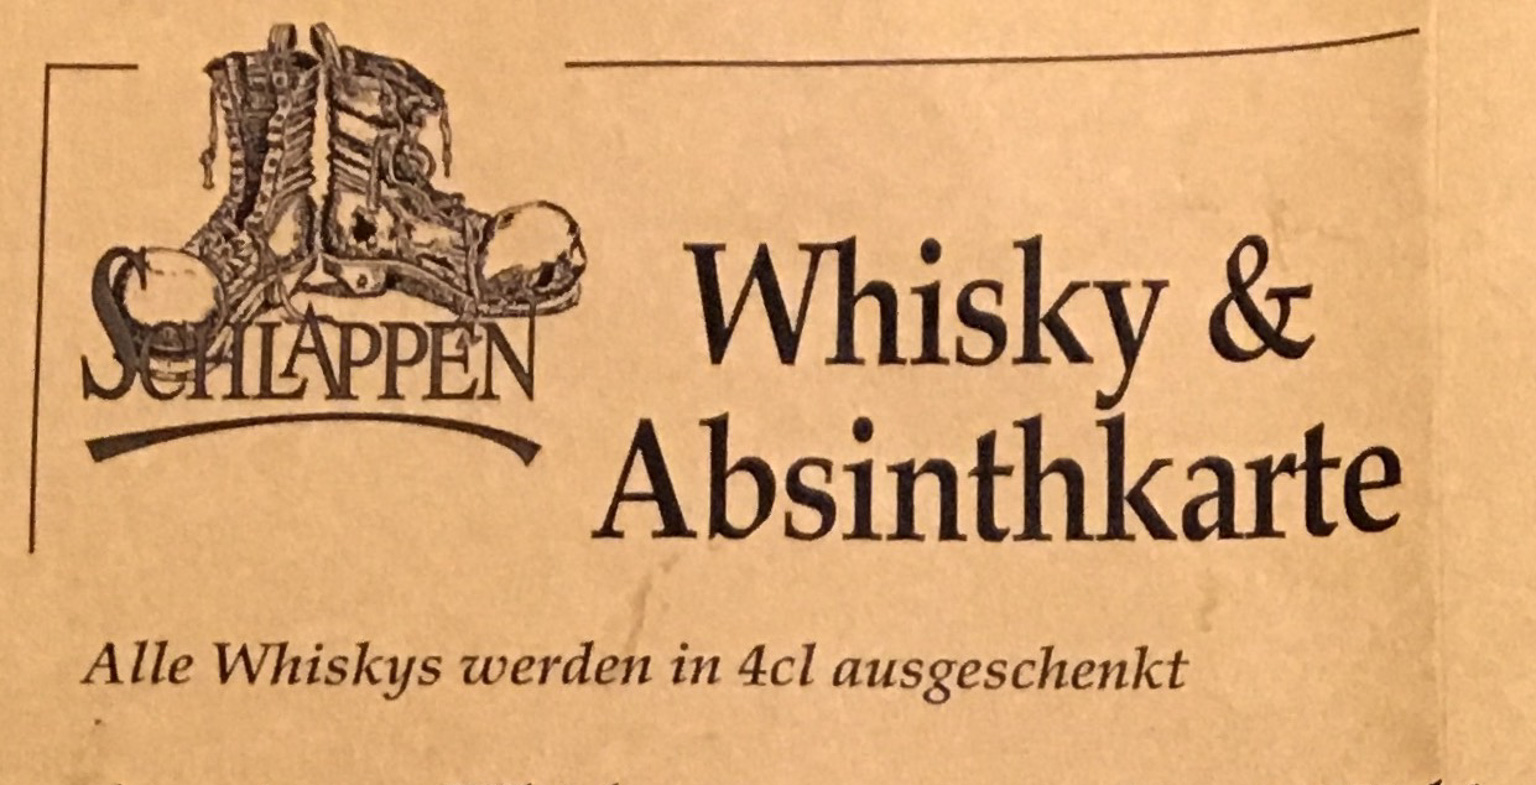 SCHLAPPEN
Whisky &
Absinthkarte
Alle Whiskys werden in 4cl ausgeschenkt